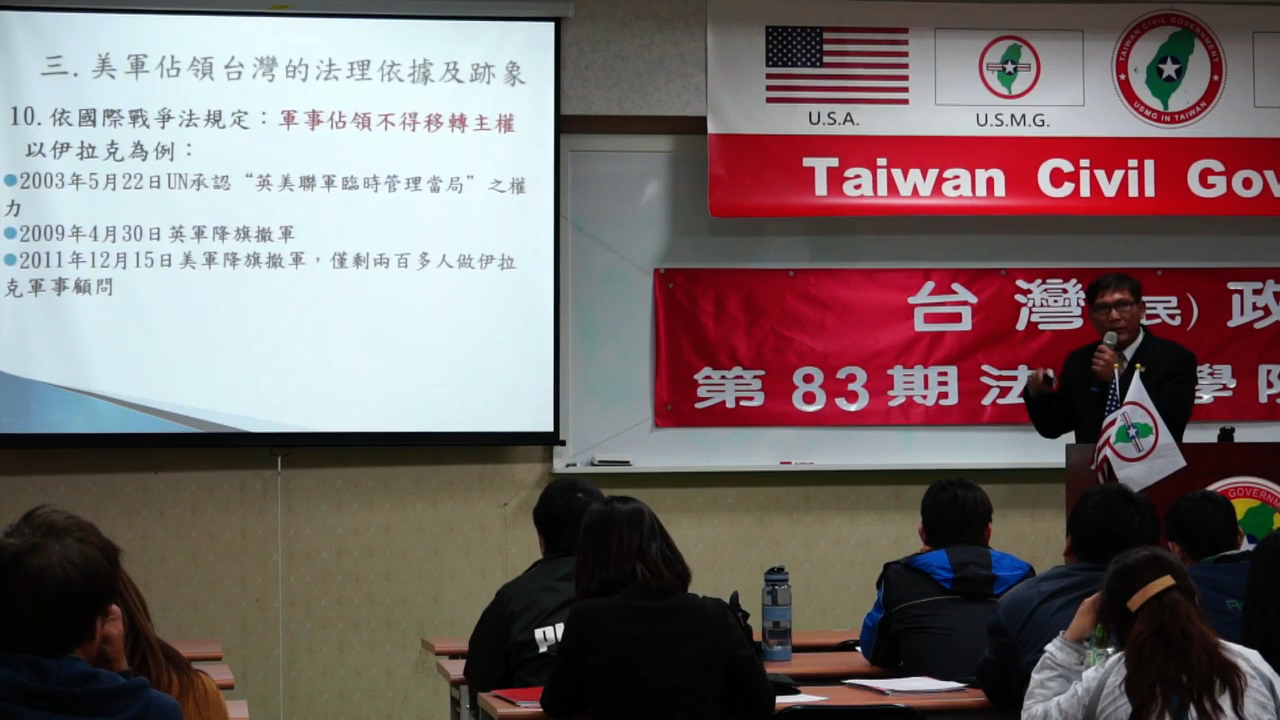 三. 美軍佔領台灣的法理依據及跡象
10. 依國際戰爭法規定：軍事佔領不得移轉主權
以伊拉克為例：
2003年5月22日UN承認“英美聯軍臨時管理當局”之權
力
2009年4月30日英軍降旗撤軍
2011年12月15日美軍降旗撤軍，僅剩兩百多人做伊拉
克軍事顧問
U.S.A.
U.S.M.G.
TAIWAN CIVIL GOVERNMENT
USMG IN TAIWAN
Taiwan Civil Gov
台灣 民）政
第83期法 學院